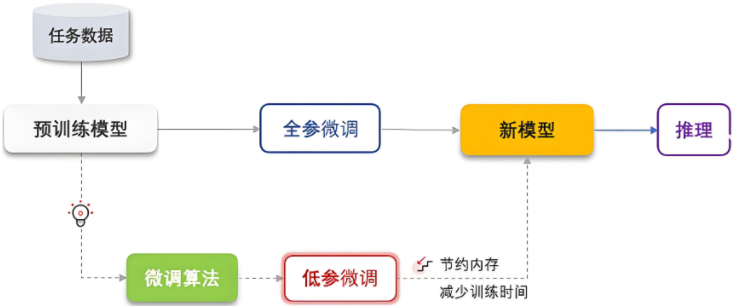 任务数据
预训练模型
全参微调
新模型
推理
微调算法
低参微调
节约内存
减少训练时间